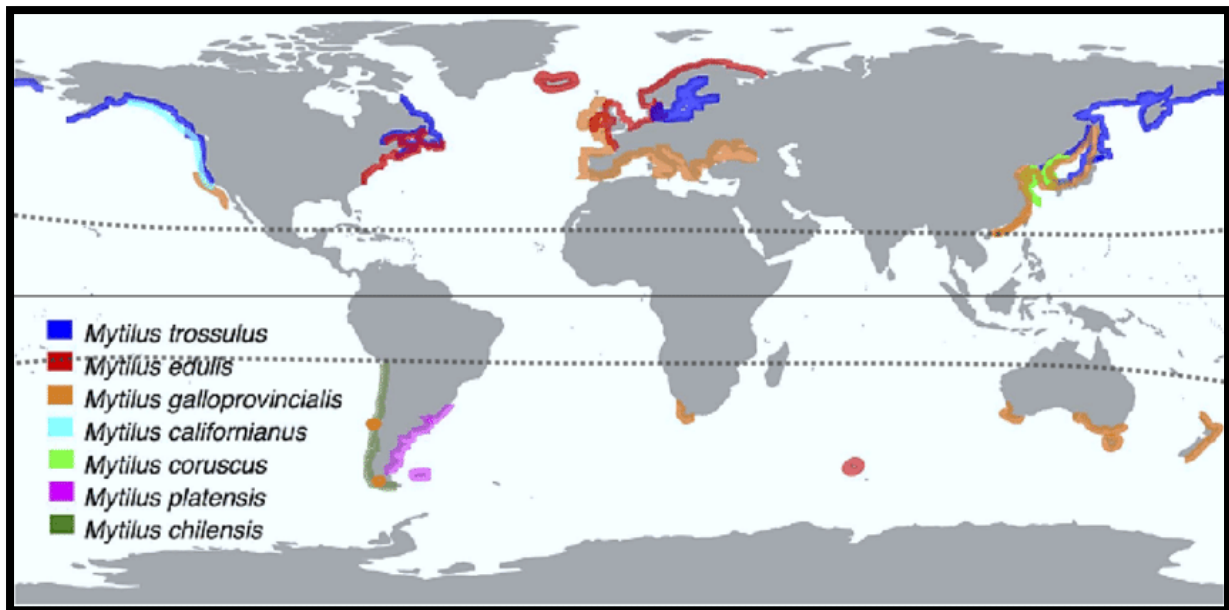 Mytilus trossulus
Mytilus edulis
Mytilus galloprovincialis
Mytilus californianus
Mytilus coruscus
Mytilus platensis
Mytilus chilensis